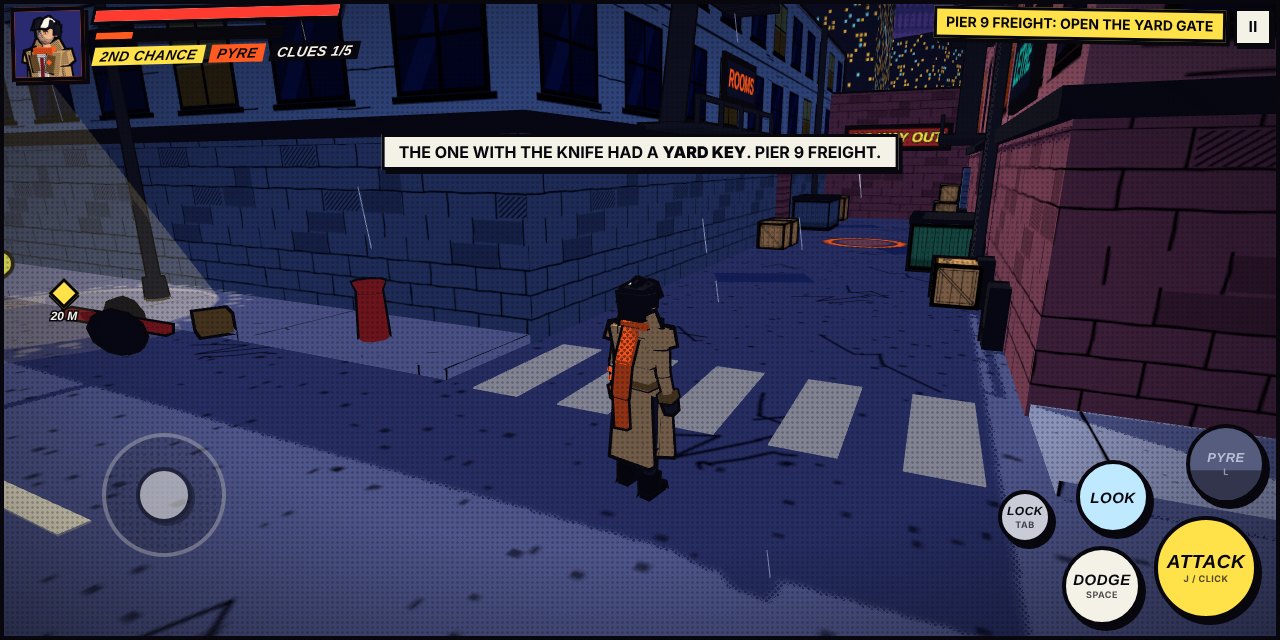 2ND CHANCE PYRE CLUES 1/5
PIER 9 FREIGHT: OPEN THE YARD GATE
II
ROOMS
OUT
THE ONE WITH THE KNIFE HAD A YARD KEY. PIER 9 FREIGHT.
20 M
PYRE
L
LOOK
LOCK
TAB
ATTACK
J / CLICK
DODGE
SPACE